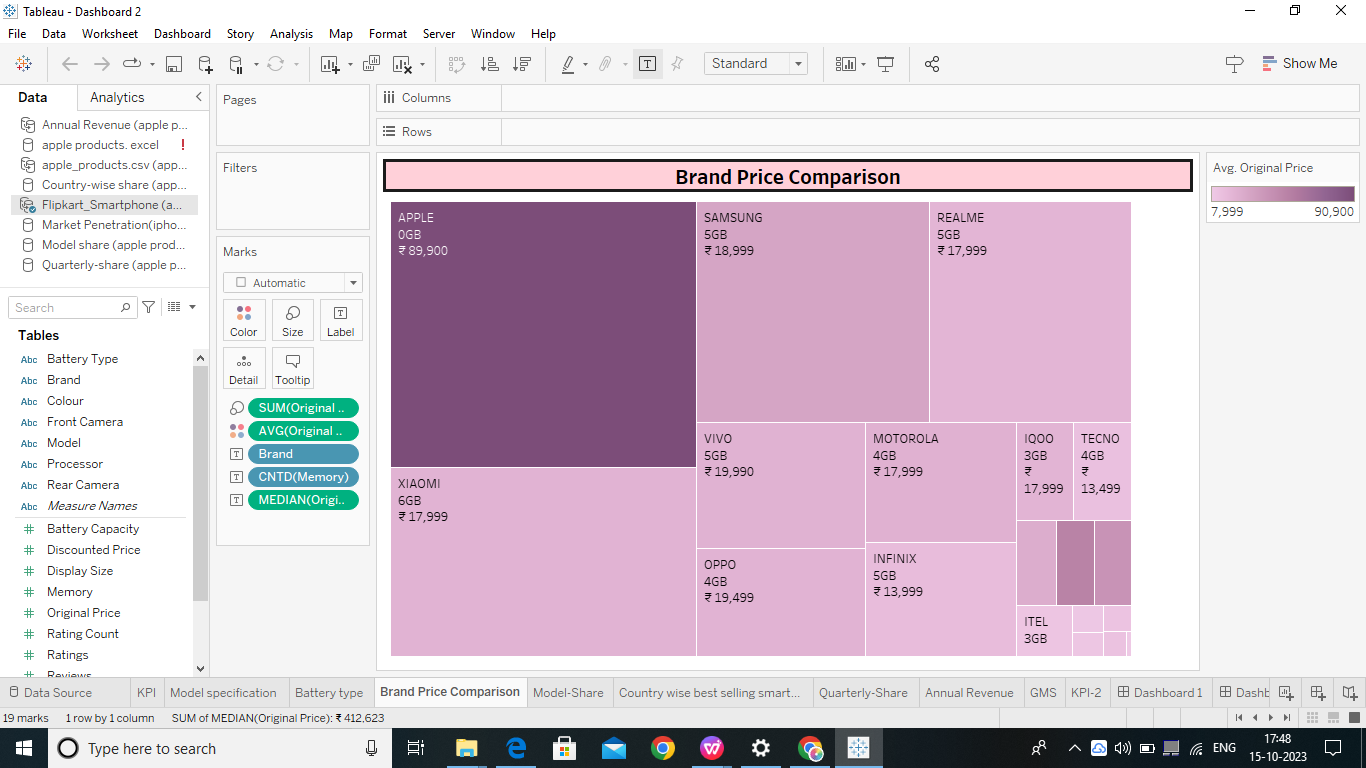 Tableau - Dashboard 2
File Data Worksheet Dashboard Story Analysis Map Format Server Window Help
Standard
Show Me
Data
Analytics
Annual Revenue (apple p...
apple products. excel
apple_products.csv (app...
Country-wise share (app...
Flipkart_Smartphone (a...
Market Penetration(ipho...
Model share (apple prod...
Quarterly-share (apple p...
Search
Tables
Abc Battery Type
Abc Brand
Abc Colour
Abc Front Camera
Abc Model
Abc Processor
Abc Rear Camera
Abc Measure Names
# Battery Capacity
# Discounted Price
# Display Size
# Memory
# Original Price
# Rating Count
# Ratings
# Reviews
Pages
Filters
Marks
Automatic
Color
Size
Label
Detail
Tooltip
SUM(Original ..
AVG(Original ..
Brand
CNTD(Memory)
MEDIAN(Origi..
Columns
Rows
Brand Price Comparison
APPLE
0GB
₹ 89,900
XIAOMI
6GB
₹ 17,999
SAMSUNG
5GB
₹ 18,999
REALME
5GB
₹ 17,999
VIVO
5GB
₹ 19,990
OPPO
4GB
₹ 19,499
MOTOROLA
4GB
₹ 17,999
INFINIX
5GB
₹ 13,999
IQOO
3GB
₹
17,999
TECNO
4GB
₹
13,499
ITEL
3GB
Avg. Original Price
7,999 90,900
Data Source
KPI
Model specification
Battery type
Brand Price Comparison
Model-Share
Country wise best selling smart...
Quarterly-Share
Annual Revenue
GMS
KPI-2
Dashboard 1
Dashb
19 marks 1 row by 1 column SUM of MEDIAN(Original Price): ₹ 412,623
Type here to search
ENG
17:48
15-10-2023